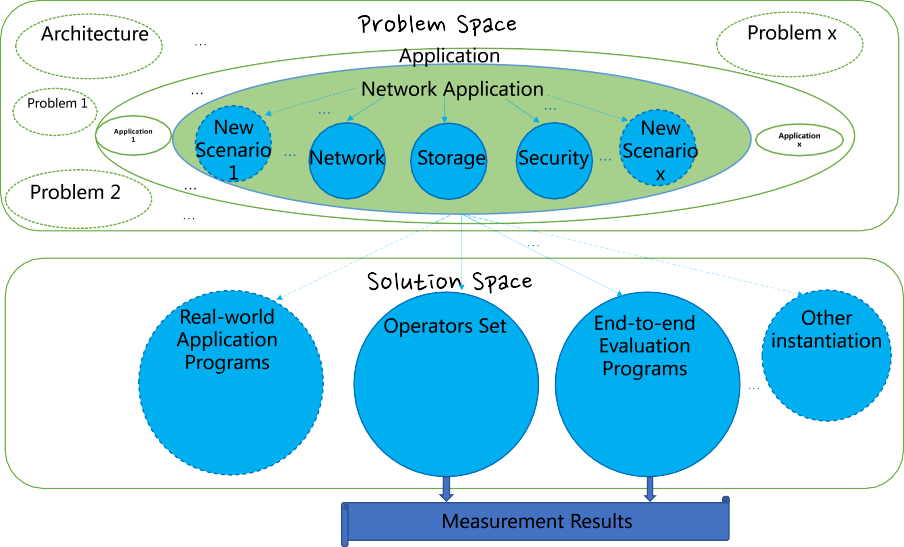 Problem Space
Architecture
...
Problem x
Application
...
Network Application
Problem 1
Application
1
New
Scenario
1
...
...
Network
Storage
Security
...
...
New
Scenario
x
Application
x
Problem 2
...
...
...
Solution Space
Real-world
Application
Programs
Operators Set
End-to-end
Evaluation
Programs
Other
instantiation
...
Measurement Results